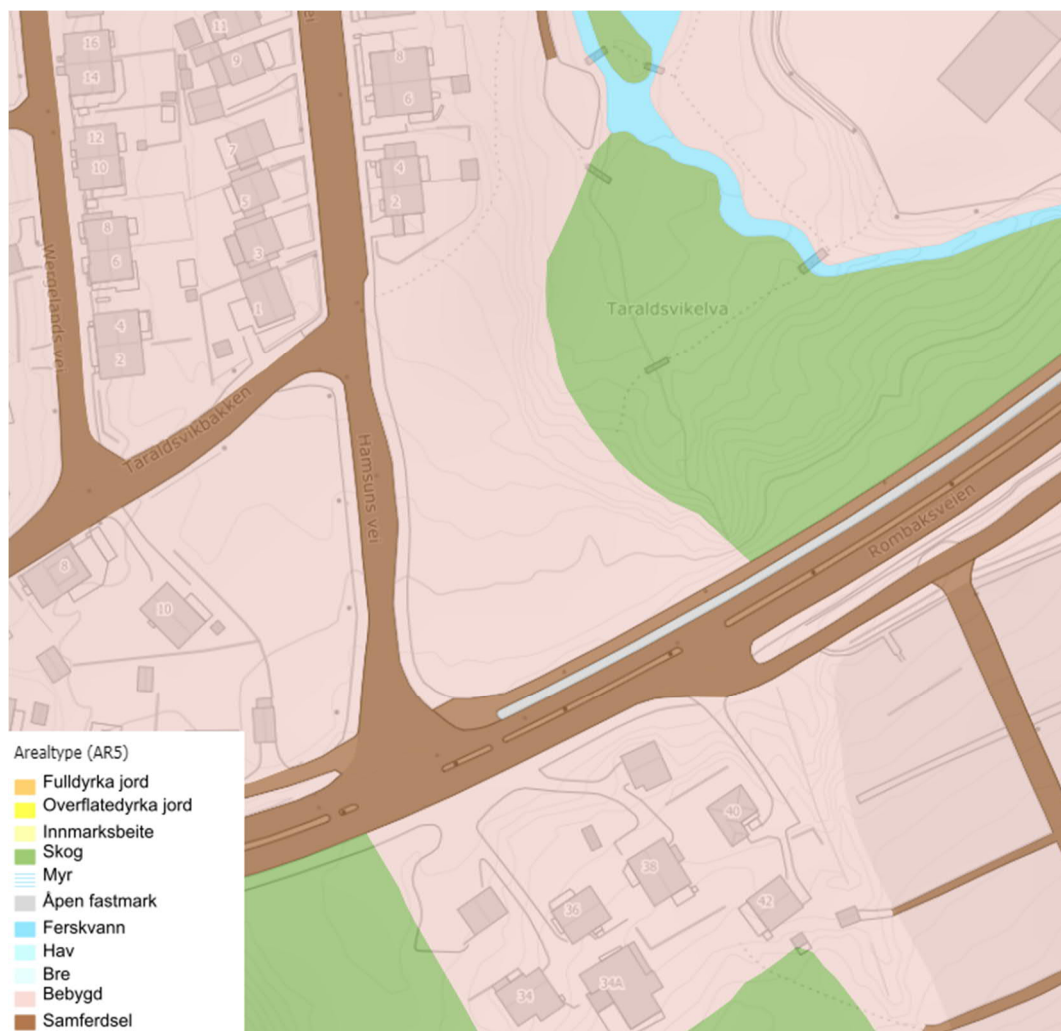 16
14
11
9
8
6
12
10
7
4
2
5
8
6
3
1
4
2
Wergelands vei
Taraldsvikelva
Taraldsvikbakken
Hamsuns vei
Rombaksveien
8
10
40
38
36
42
34
34A
Arealtype (AR5)
Fulldyrka jord
Overflatedyrka jord
Innmarksbeite
Skog
Myr
Åpen fastmark
Ferskvann
Hav
Bre
Bebygd
Samferdsel